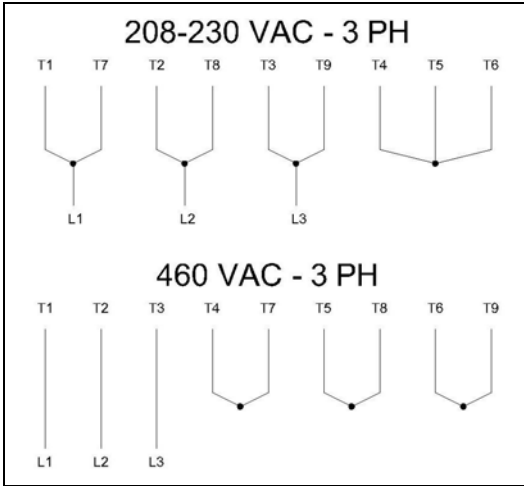 208-230 VAC - 3 PH
T1 T7 T2 T8 T3 T9 T4 T5 T6
L1 L2 L3
460 VAC - 3 PH
T1 T2 T3 T4 T7 T5 T8 T6 T9
L1 L2 L3